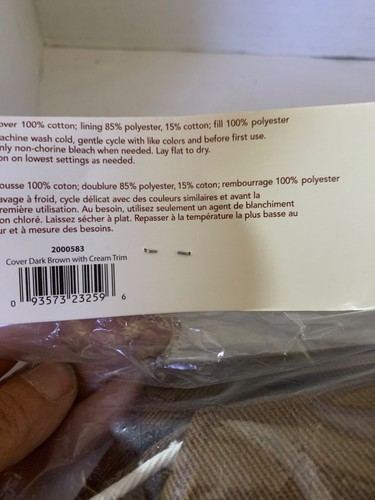 over 100% cotton; lining 85% polyester, 15% cotton; fill 100% polyester
achine wash cold, gentle cycle with like colors and before first use.
nly non-chorine bleach when needed. Lay flat to dry.
on on lowest settings as needed.
ousse 100% coton; doublure 85% polyester, 15% coton; rembourrage 100% polyester
avage à froid, cycle délicat avec des couleurs similaires et avant la
remière utilisation. Au besoin, utilisez seulement un agent de blanchiment
on chloré. Laissez sécher à plat. Repasser à la température la plus basse au
ur et à mesure des besoins.
2000583
Cover Dark Brown with Cream Trim
0 93573 23259 6